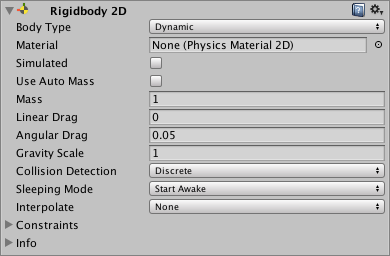 Rigidbody 2D
Body Type Dynamic
Material None (Physics Material 2D)
Simulated
Use Auto Mass
Mass 1
Linear Drag 0
Angular Drag 0.05
Gravity Scale 1
Collision Detection Discrete
Sleeping Mode Start Awake
Interpolate None
Constraints
Info